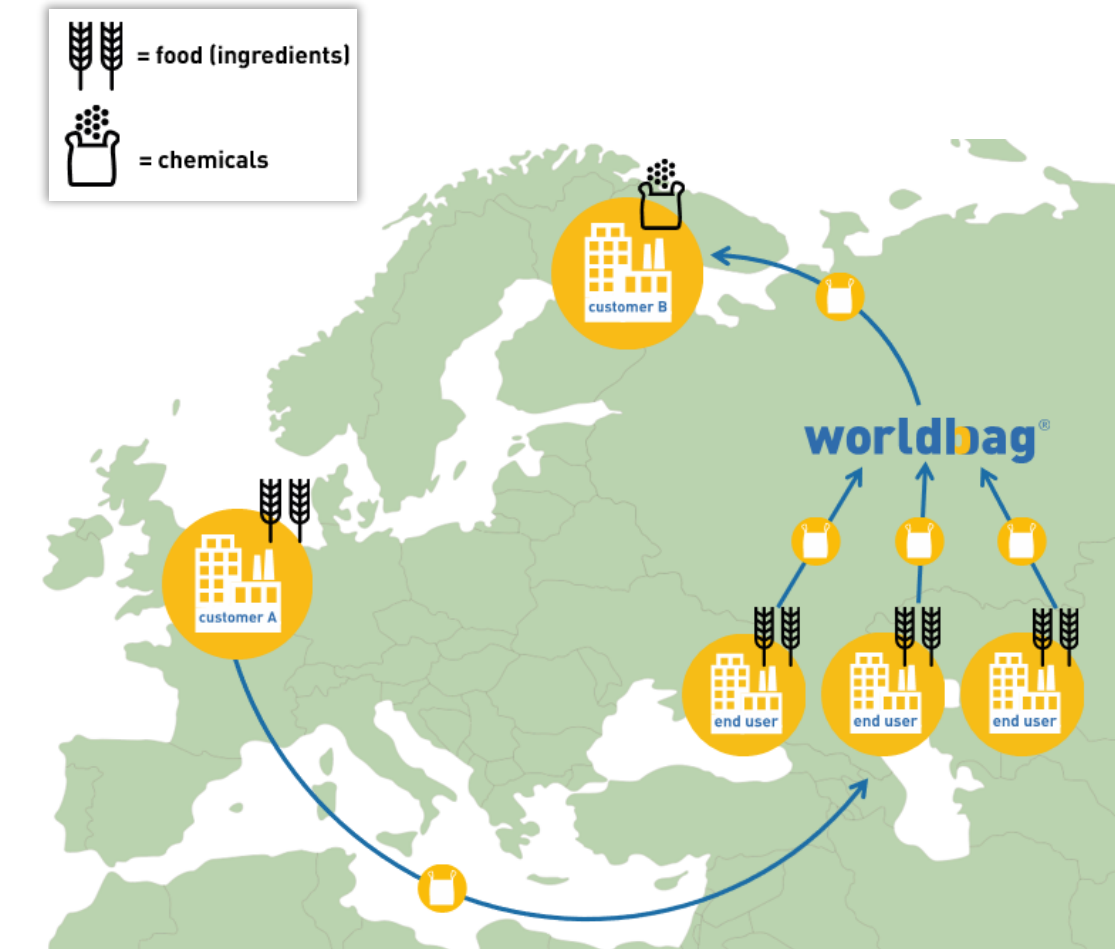 = food (ingredients)
= chemicals
customer B
worldbag®
customer A
end user
end user
end user